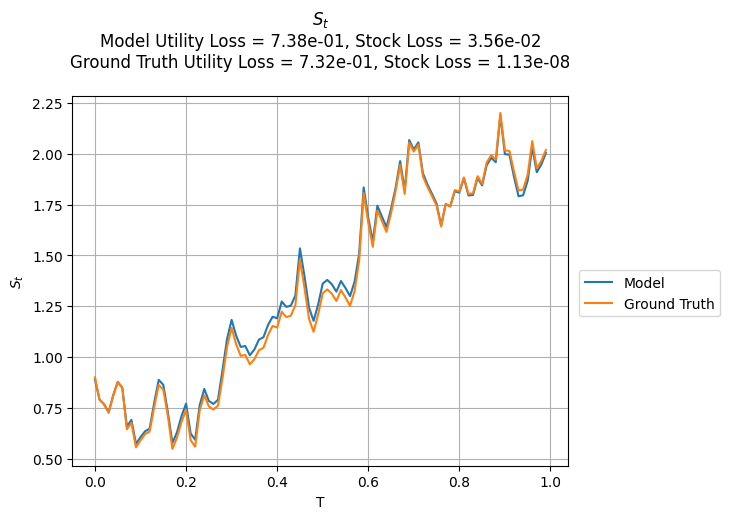 S_t
Model Utility Loss = 7.38e-01, Stock Loss = 3.56e-02
Ground Truth Utility Loss = 7.32e-01, Stock Loss = 1.13e-08
2.25
2.00
1.75
1.50
1.25
1.00
0.75
0.50
S_t
0.0 0.2 0.4 0.6 0.8 1.0
T
Model
Ground Truth